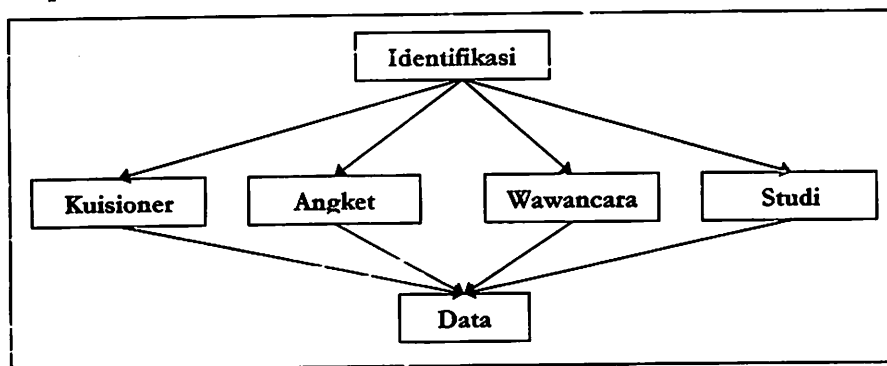 Identifikasi
Kuisioner
Angket
Wawancara
Studi
Data